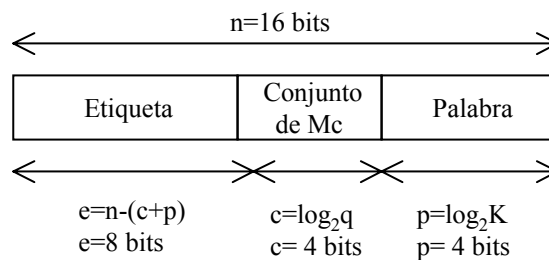 n=16 bits
Etiqueta
Conjunto
de Mc
Palabra
e=n-(c+p)
e=8 bits
c=log₂q
c= 4 bits
p=log₂K
p= 4 bits